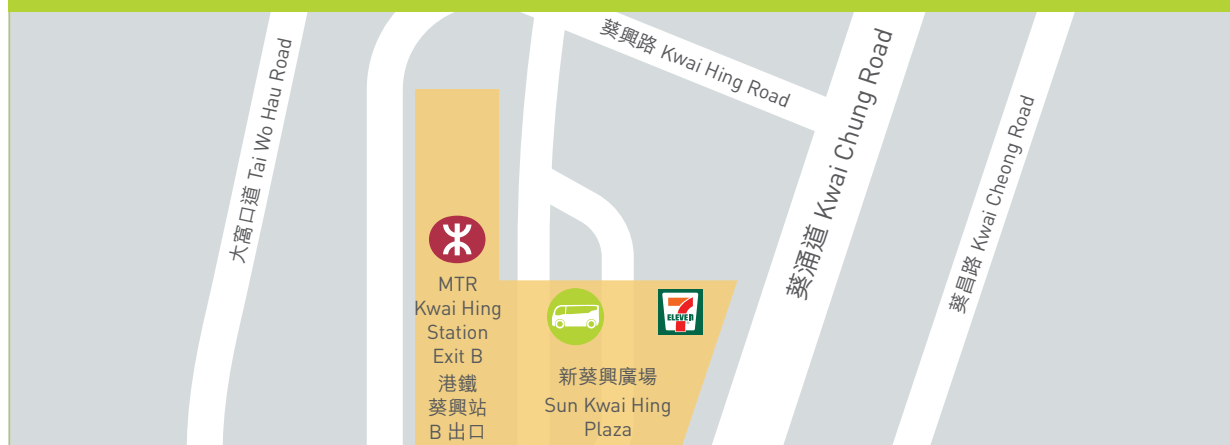 大窩口道 Tai Wo Hau Road
葵興路 Kwai Hing Road
葵涌道 Kwai Chung Road
葵昌路 Kwai Cheong Road
MTR
Kwai Hing
Station
Exit B
港鐵
葵興站
B 出口
7
ELEVEn
新葵興廣場
Sun Kwai Hing
Plaza